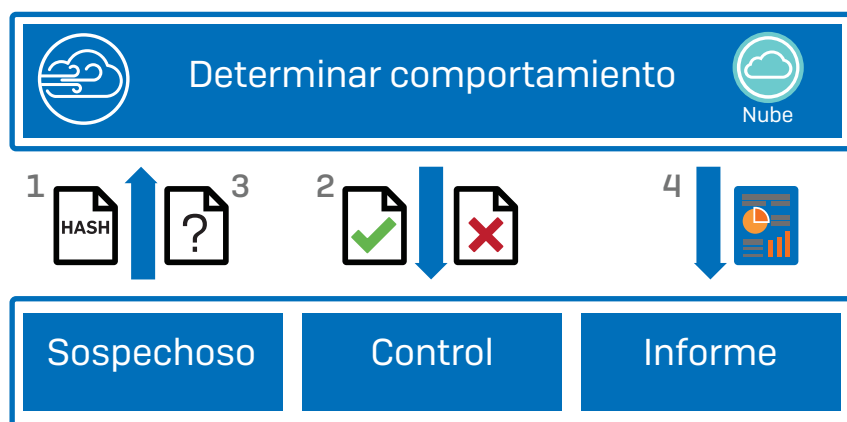 Determinar comportamiento
Nube
1
HASH
?
3
2
4
Sospechoso
Control
Informe